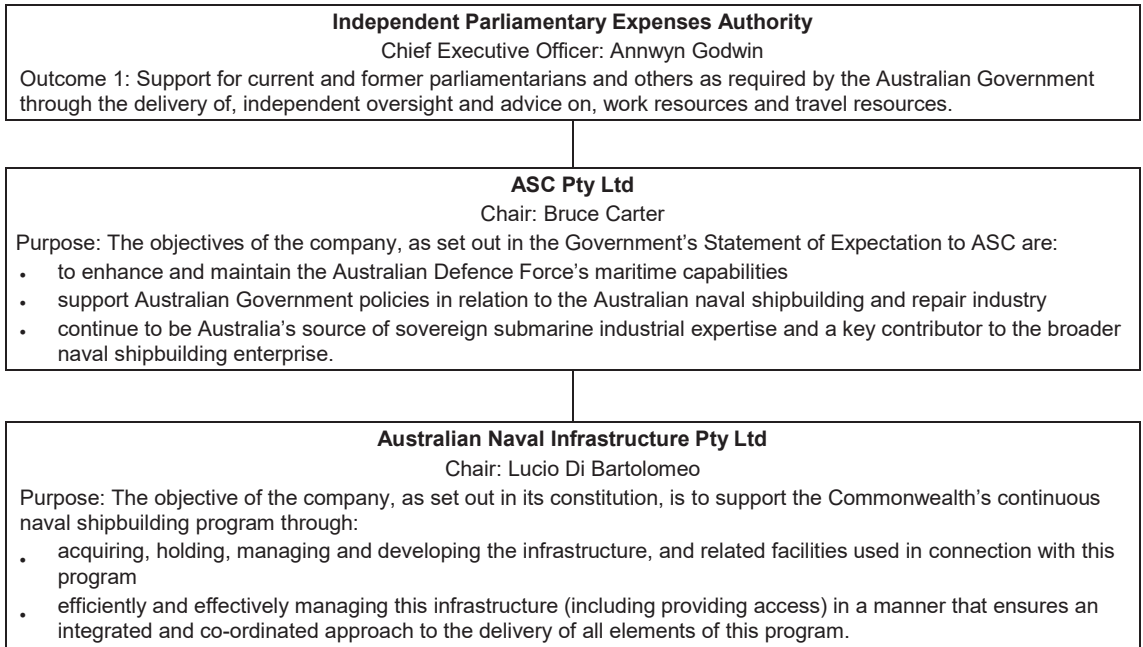 Independent Parliamentary Expenses Authority
Chief Executive Officer: Annwyn Godwin
Outcome 1: Support for current and former parliamentarians and others as required by the Australian Government
through the delivery of, independent oversight and advice on, work resources and travel resources.
ASC Pty Ltd
Chair: Bruce Carter
Purpose: The objectives of the company, as set out in the Government’s Statement of Expectation to ASC are:
• to enhance and maintain the Australian Defence Force’s maritime capabilities
• support Australian Government policies in relation to the Australian naval shipbuilding and repair industry
• continue to be Australia’s source of sovereign submarine industrial expertise and a key contributor to the broader
naval shipbuilding enterprise.
Australian Naval Infrastructure Pty Ltd
Chair: Lucio Di Bartolomeo
Purpose: The objective of the company, as set out in its constitution, is to support the Commonwealth’s continuous
naval shipbuilding program through:
• acquiring, holding, managing and developing the infrastructure, and related facilities used in connection with this
program
• efficiently and effectively managing this infrastructure (including providing access) in a manner that ensures an
integrated and co-ordinated approach to the delivery of all elements of this program.